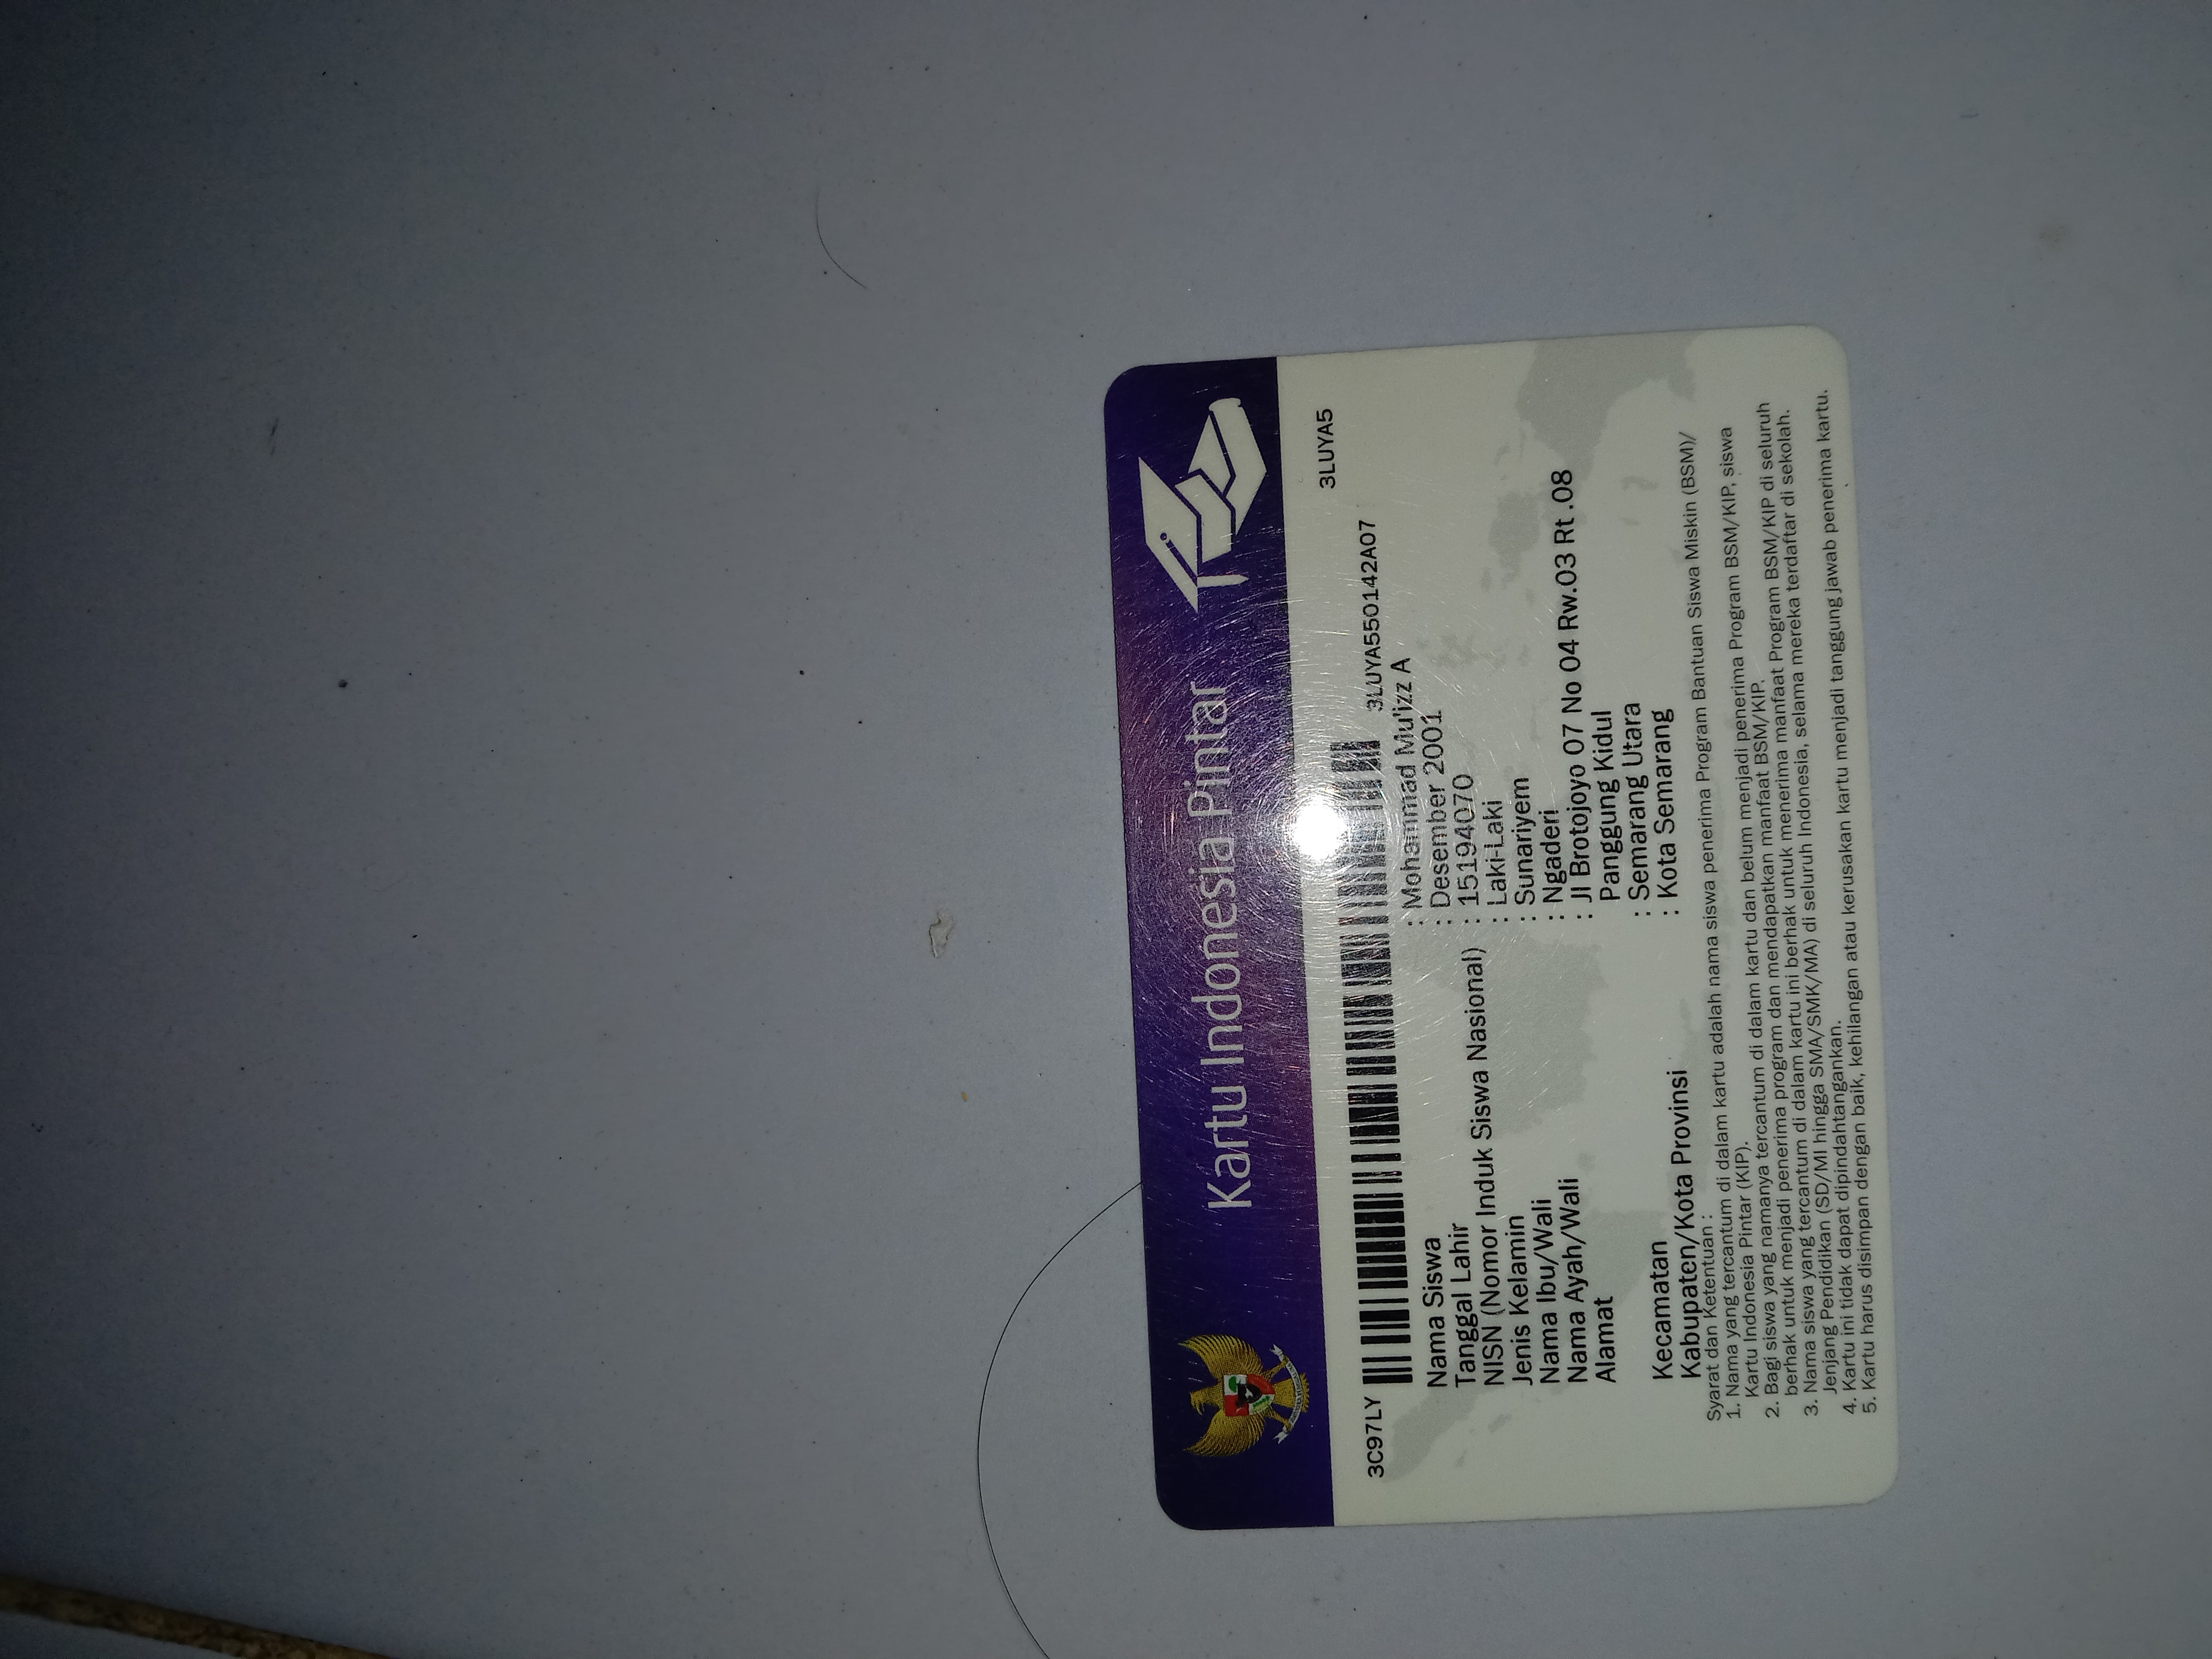 Kartu Indonesia Pintar
3LUYA5
3C97LY
3LUYA550142A07
Nama Siswa : Mohammad Mu'izz A
Tanggal Lahir : Desember 2001
NISN (Nomor Induk Siswa Nasional) : 15194070
Jenis Kelamin : Laki-Laki
Nama Ibu/Wali : Sunariyem
Nama Ayah/Wali : Ngaderi
Alamat : Jl Brotojoyo 07 No 04 Rw.03 Rt.08
Panggung Kidul
Kecamatan : Semarang Utara
Kabupaten/Kota Provinsi : Kota Semarang
Syarat dan Ketentuan :
1. Nama yang tercantum di dalam kartu adalah nama siswa penerima Program Bantuan Siswa Miskin (BSM)/
Kartu Indonesia Pintar (KIP).
2. Bagi siswa yang namanya tercantum di dalam kartu dan belum menjadi penerima Program BSM/KIP, siswa
berhak untuk menjadi penerima program dan mendapatkan manfaat BSM/KIP.
3. Nama siswa yang tercantum di dalam kartu ini berhak untuk menerima manfaat Program BSM/KIP di seluruh
Jenjang Pendidikan (SD/MI hingga SMA/SMK/MA) di seluruh Indonesia, selama mereka terdaftar di sekolah.
4. Kartu ini tidak dapat dipindahtangankan.
5. Kartu harus disimpan dengan baik, kehilangan atau kerusakan kartu menjadi tanggung jawab penerima kartu.